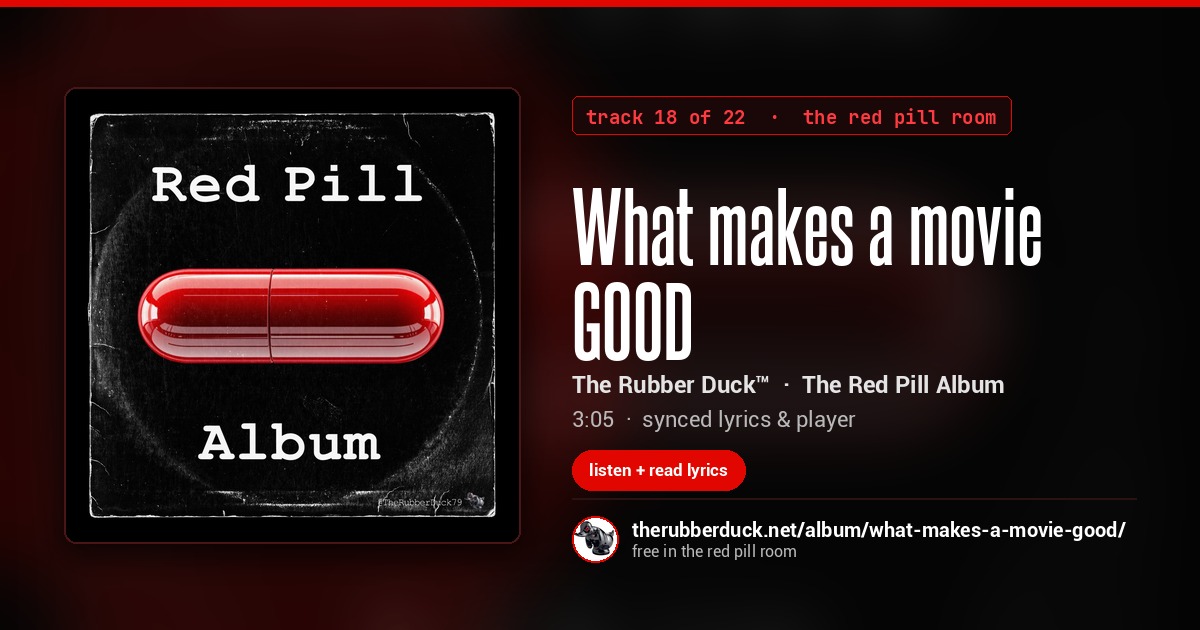 Red Pill
Album
#TheRubberDuck79
track 18 of 22 · the red pill room
What makes a movie
GOOD
The Rubber Duck™ · The Red Pill Album
3:05 · synced lyrics & player
listen + read lyrics
therubberduck.net/album/what-makes-a-movie-good/
free in the red pill room